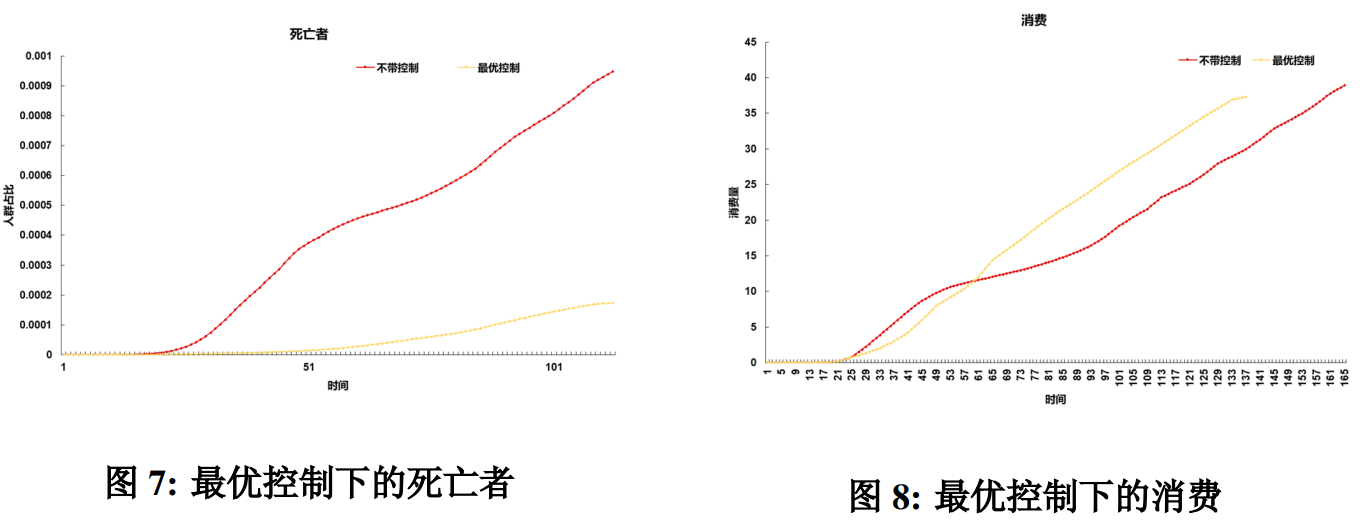 死亡者
不带控制
最优控制
0.001
0.0009
0.0008
0.0007
0.0006
0.0005
0.0004
0.0003
0.0002
0.0001
0
人群占比
1 51 101
时间
图 7: 最优控制下的死亡者
消费
不带控制
最优控制
45
40
35
30
25
20
15
10
5
0
消费量
1 5 9 13 17 21 25 29 33 37 41 45 49 53 57 61 65 69 73 77 81 85 89 93 97 101 105 109 113 117 121 125 129 133 137 141 145 149 153 157 161 165
时间
图 8: 最优控制下的消费